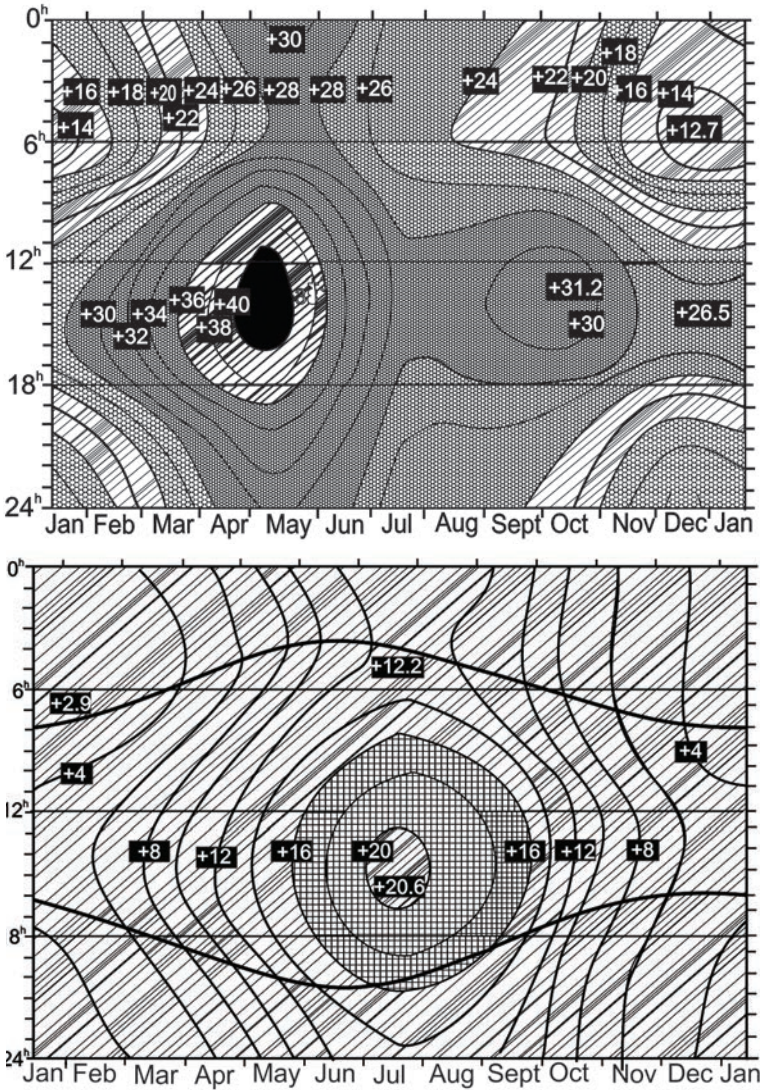 0h
+30
+18
+16 +18 +20 +24 +26 +28 +28 +26 +24 +22 +20 +16 +14
+14 +22 +12.7
6h
12h
+30 +34 +36 +40 +31.2 +26.5
+32 +38 +30
18h
24h
Jan Feb Mar Apr May Jun Jul Aug Sept Oct Nov Dec Jan
0h
+12.2
6h
+2.9
+4 +4
12h
+8 +12 +16 +20 +16 +12 +8
+20.6
8h
24h
Jan Feb Mar Apr May Jun Jul Aug Sept Oct Nov Dec Jan